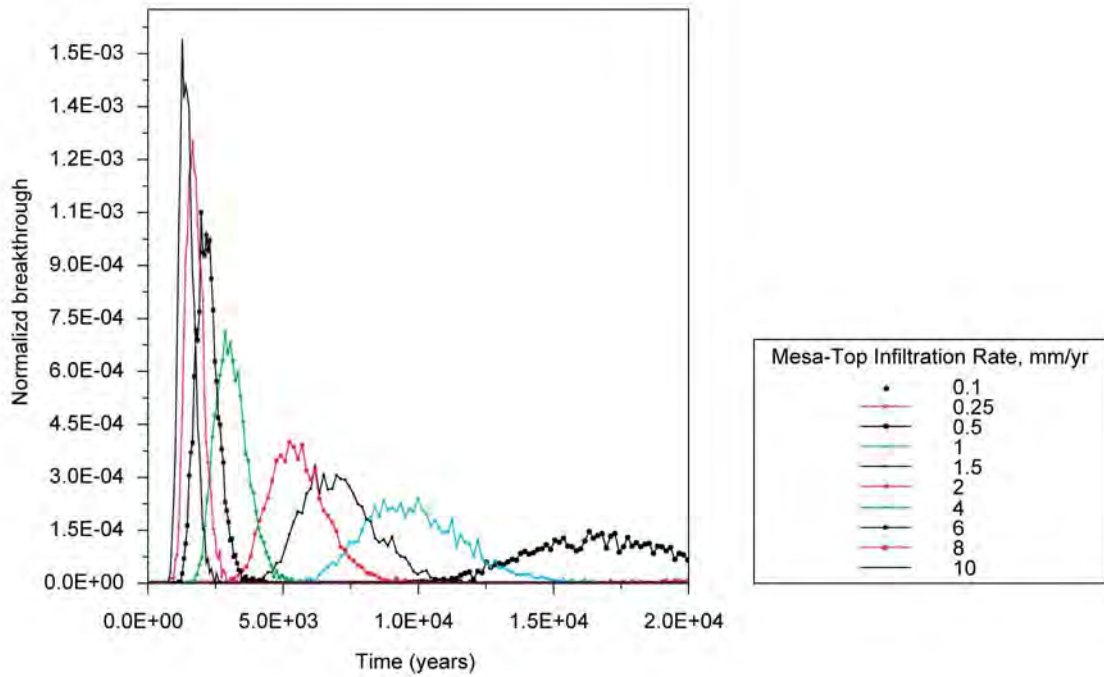 1.5E-03
1.4E-03
1.2E-03
1.1E-03
9.0E-04
7.5E-04
6.0E-04
4.5E-04
3.0E-04
1.5E-04
0.0E+00
Normalizd breakthrough
0.0E+00 5.0E+03 1.0E+04 1.5E+04 2.0E+04
Time (years)
Mesa-Top Infiltration Rate, mm/yr
0.1
0.25
0.5
1
1.5
2
4
6
8
10